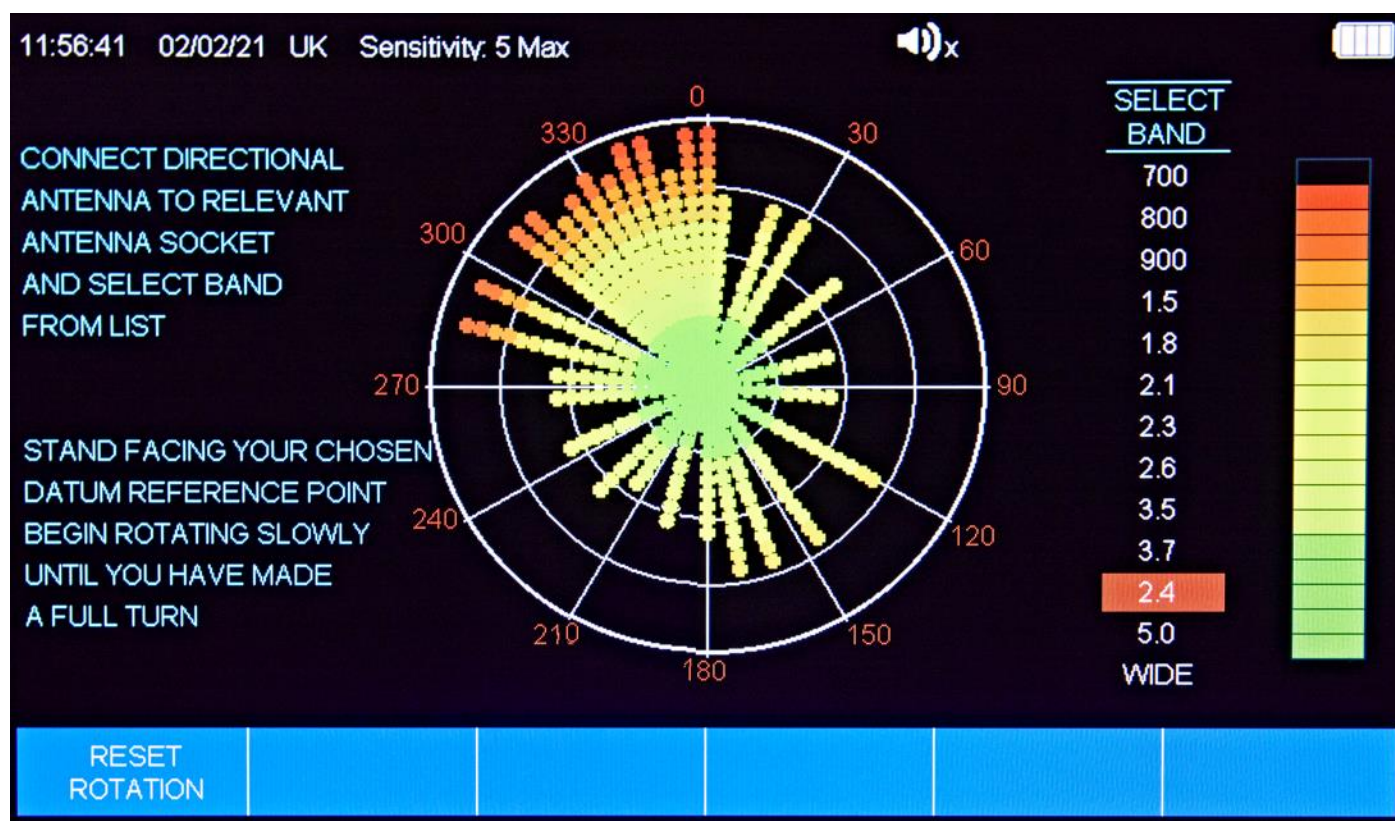 11:56:41 02/02/21 UK Sensitivity: 5 Max
x
CONNECT DIRECTIONAL
ANTENNA TO RELEVANT
ANTENNA SOCKET
AND SELECT BAND
FROM LIST
STAND FACING YOUR CHOSEN
DATUM REFERENCE POINT
BEGIN ROTATING SLOWLY
UNTIL YOU HAVE MADE
A FULL TURN
0
30
60
90
120
150
180
210
240
270
300
330
SELECT
BAND
700
800
900
1.5
1.8
2.1
2.3
2.6
3.5
3.7
2.4
5.0
WIDE
RESET
ROTATION